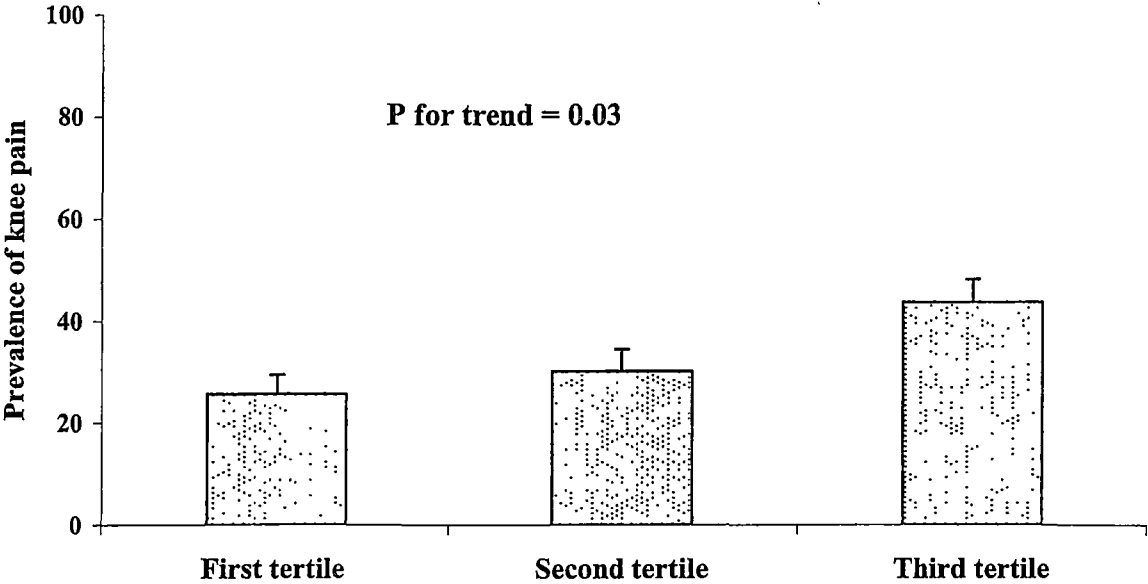 100
80
60
40
20
0
Prevalence of knee pain
P for trend = 0.03
First tertile
Second tertile
Third tertile